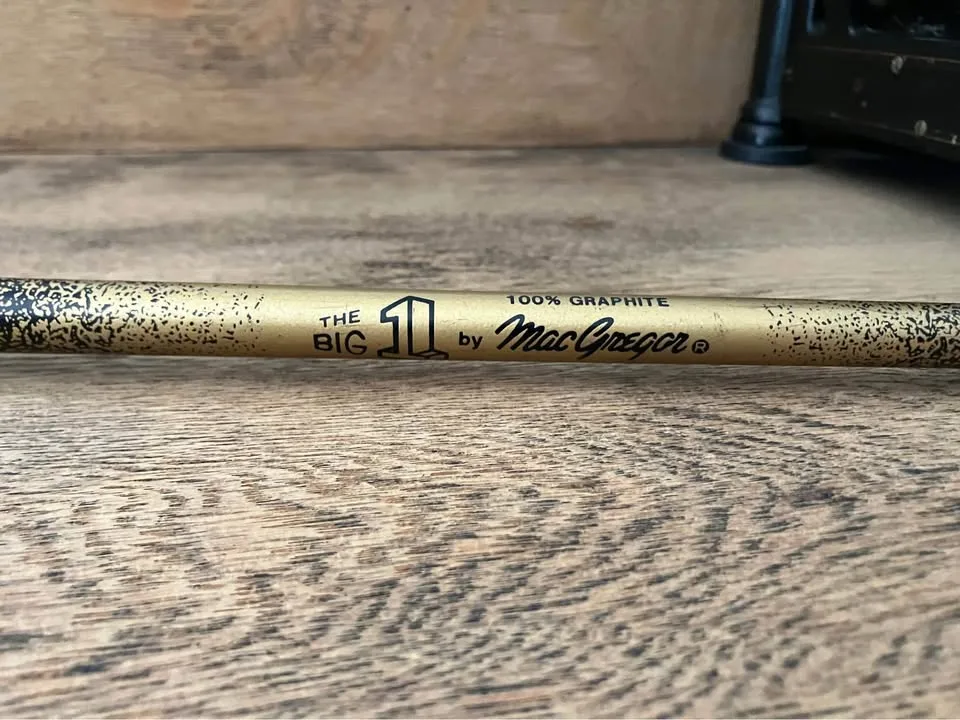 100% GRAPHITE
THE
BIG 1 by MacGregor®